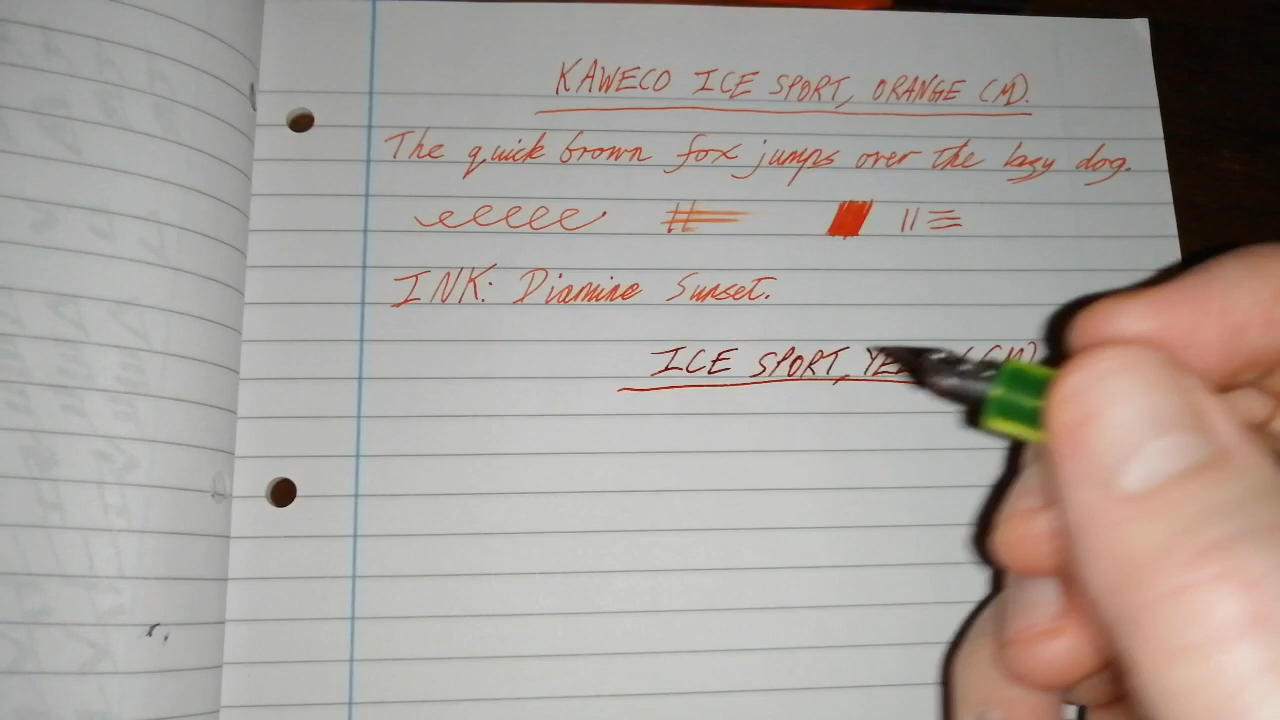 KAWECO ICE SPORT, ORANGE (M).
The quick brown fox jumps over the lazy dog.
INK: Diamine Sunset.
ICE SPORT, (M)